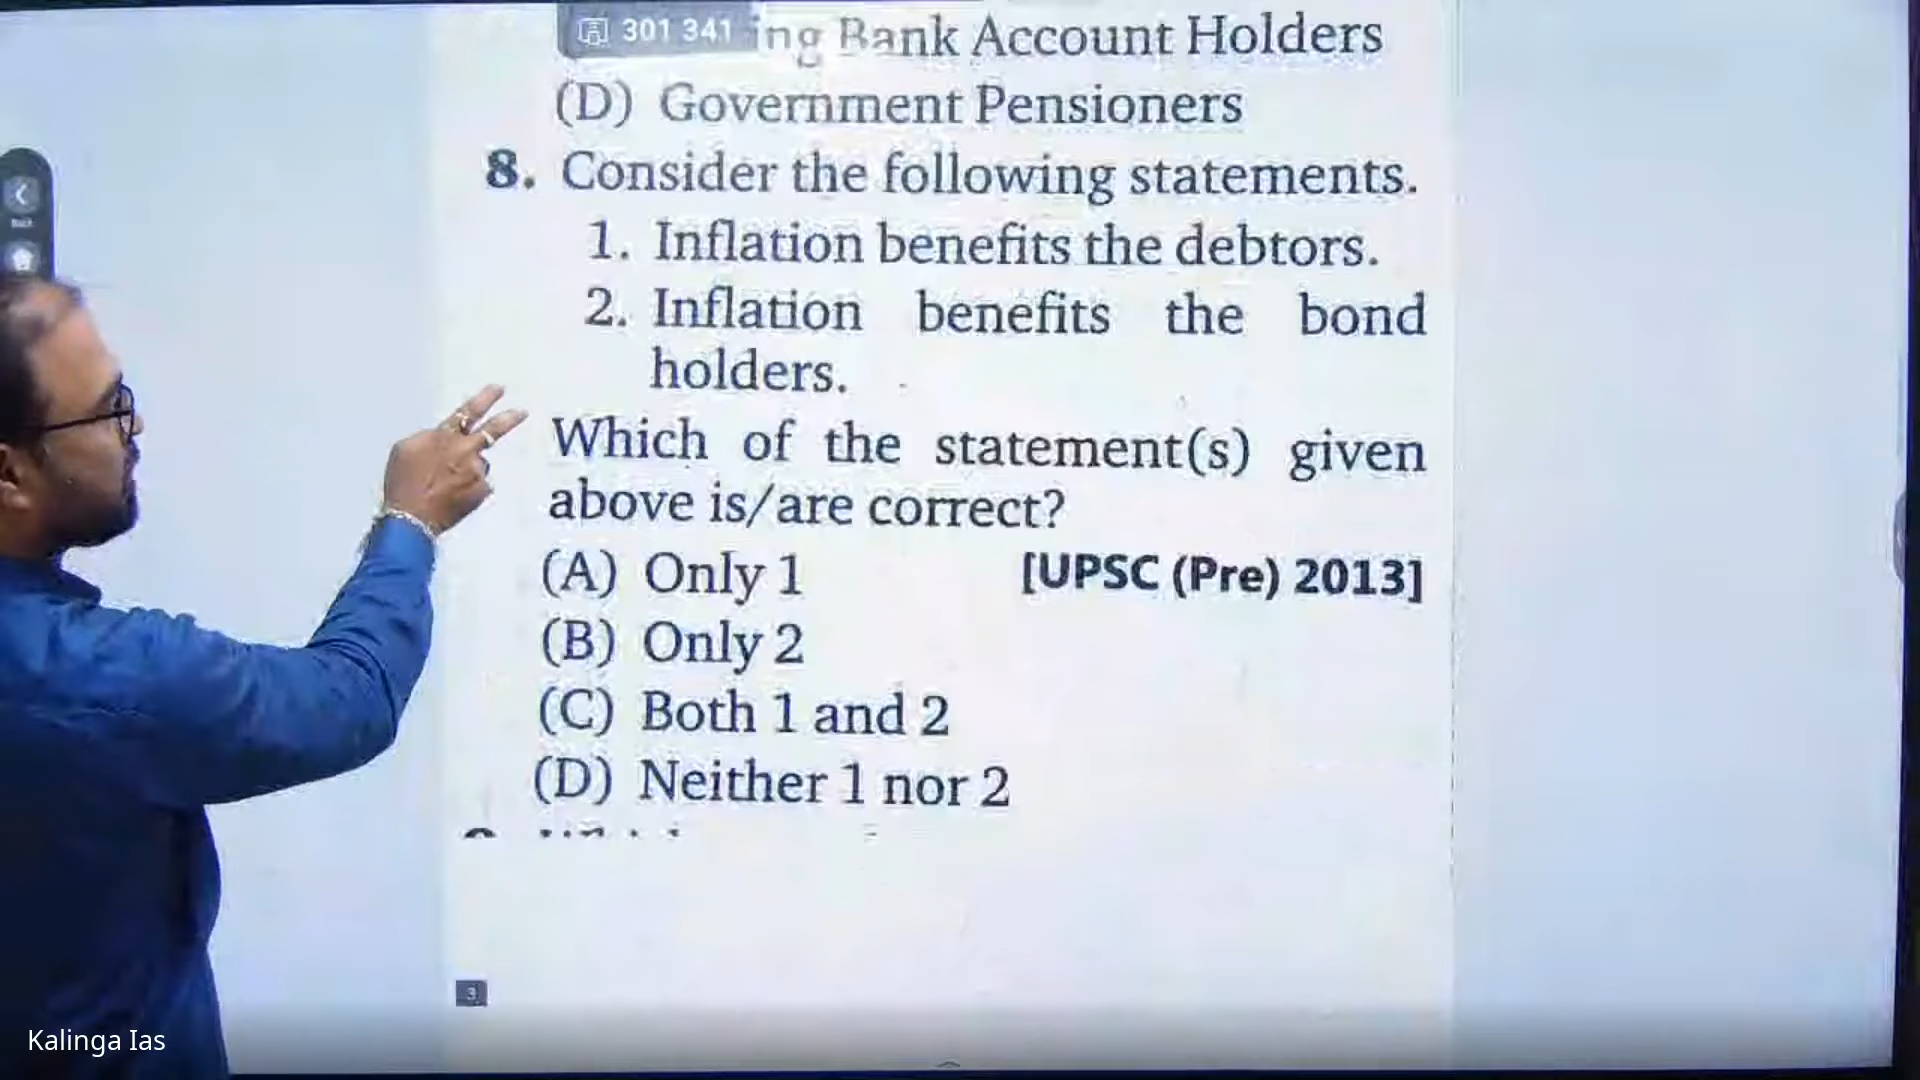 301 341 ing Bank Account Holders
(D) Government Pensioners
8. Consider the following statements.
1. Inflation benefits the debtors.
2. Inflation benefits the bond
holders.
Which of the statement(s) given
above is/are correct?
(A) Only 1 [UPSC (Pre) 2013]
(B) Only 2
(C) Both 1 and 2
(D) Neither 1 nor 2
3
Kalinga Ias